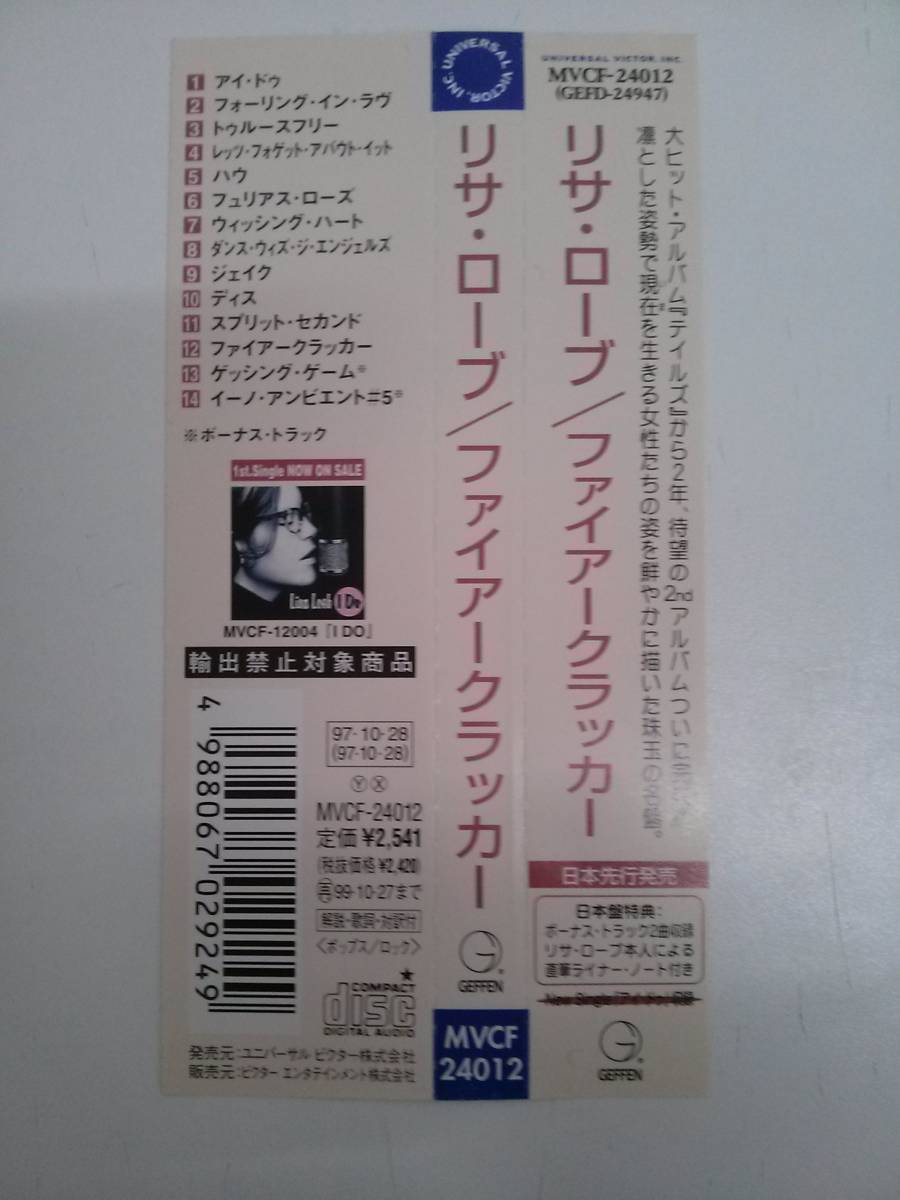 1 アイ・ドゥ
2 フォーリング・イン・ラヴ
3 トゥルースフリー
4 レッツ・フォゲット・アバウト・イット
5 ハウ
6 フュリアス・ローズ
7 ウィッシング・ハート
8 ダンス・ウィズ・ジ・エンジェルズ
9 ジェイク
10 ディス
11 スプリット・セカンド
12 ファイアークラッカー
13 ゲッシング・ゲーム※
14 イーノ・アンビエント#5※
※ボーナス・トラック
1st.Single NOW ON SALE
Lisa Loeb I Do
MVCF-12004『I DO』
輸出禁止対象商品
4 988067 029249
97・10・28
(97・10・28)
Ⓨ Ⓧ
MVCF-24012
定価¥2,541
(税抜価格¥2,420)
再 99・10・27まで
解説・歌詞・対訳付
〈ポップス/ロック〉
COMPACT
disc
DIGITAL AUDIO
発売元:ユニバーサル ビクター株式会社
販売元:ビクター エンタテインメント株式会社
UNIVERSAL VICTOR, INC.
リサ・ローブ/ファイアークラッカー
GEFFEN
MVCF
24012
UNIVERSAL VICTOR, INC.
MVCF-24012
(GEFD-24947)
大ヒット・アルバム『テイルズ』から2年、待望の2ndアルバムついに
凛とした姿勢で現在を生きる女性たちの姿を鮮やかに描いた珠玉の名盤。
リサ・ローブ/ファイアークラッカー
日本先行発売
日本盤特典:
ボーナス・トラック2曲収録
リサ・ローブ本人による
直筆ライナー・ノート付き
New Single「アイ・ドゥ」収録
GEFFEN